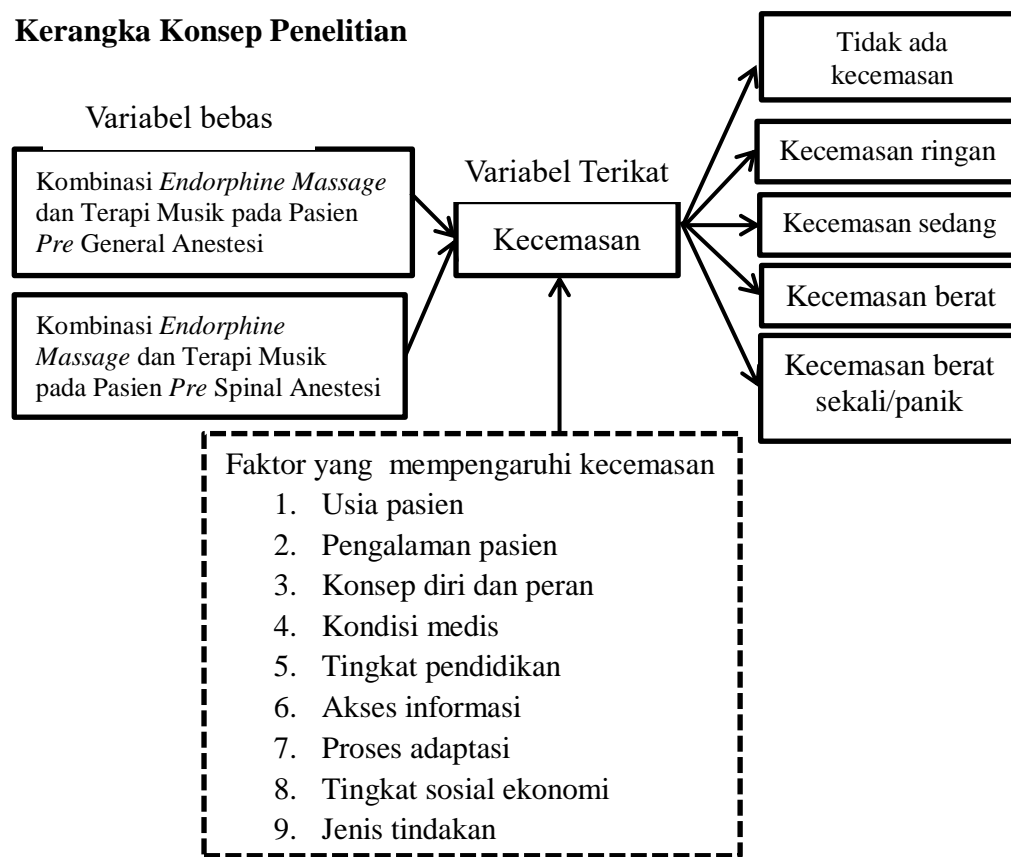 Kerangka Konsep Penelitian
Variabel bebas
Kombinasi Endorphine Massage
dan Terapi Musik pada Pasien
Pre General Anestesi
Kombinasi Endorphine
Massage dan Terapi Musik
pada Pasien Pre Spinal Anestesi
Variabel Terikat
Kecemasan
Tidak ada
kecemasan
Kecemasan ringan
Kecemasan sedang
Kecemasan berat
Kecemasan berat
sekali/panik
Faktor yang mempengaruhi kecemasan
1. Usia pasien
2. Pengalaman pasien
3. Konsep diri dan peran
4. Kondisi medis
5. Tingkat pendidikan
6. Akses informasi
7. Proses adaptasi
8. Tingkat sosial ekonomi
9. Jenis tindakan